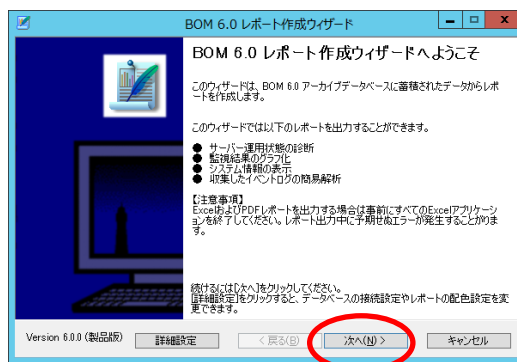 BOM 6.0 レポート作成ウィザード
BOM 6.0 レポート作成ウィザードへようこそ
このウィザードは、BOM 6.0 アーカイブデータベースに蓄積されたデータからレポ
ートを作成します。
このウィザードでは以下のレポートを出力することができます。
● サーバー運用状態の診断
● 監視結果のグラフ化
● システム情報の表示
● 収集したイベントログの簡易解析
【注意事項】
ExcelおよびPDFレポートを出力する場合は事前にすべてのExcelアプリケーシ
ョンを終了してください。レポート出力中に予期せぬエラーが発生することがありま
す。
続けるには[次へ]をクリックしてください。
[詳細設定]をクリックすると、データベースの接続設定やレポートの配色設定を変
更できます。
Version 6.0.0 (製品版) 詳細設定 < 戻る(B) 次へ(N) > キャンセル